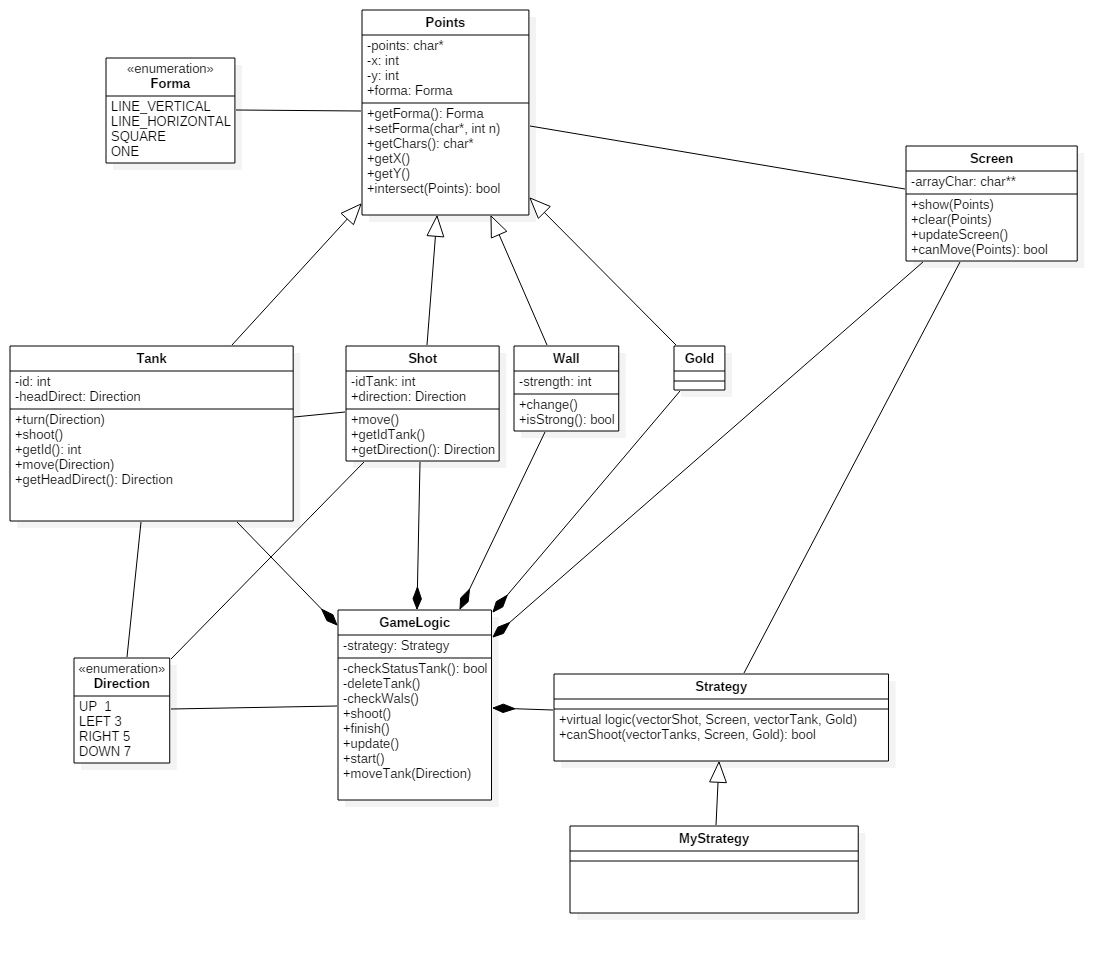 Points
-points: char*
-x: int
-y: int
+forma: Forma
+getForma(): Forma
+setForma(char*, int n)
+getChars(): char*
+getX()
+getY()
+intersect(Points): bool
«enumeration»
Forma
LINE_VERTICAL
LINE_HORIZONTAL
SQUARE
ONE
Screen
-arrayChar: char**
+show(Points)
+clear(Points)
+updateScreen()
+canMove(Points): bool
Tank
-id: int
-headDirect: Direction
+turn(Direction)
+shoot()
+getId(): int
+move(Direction)
+getHeadDirect(): Direction
Shot
-idTank: int
+direction: Direction
+move()
+getIdTank()
+getDirection(): Direction
Wall
-strength: int
+change()
+isStrong(): bool
Gold
GameLogic
-strategy: Strategy
-checkStatusTank(): bool
-deleteTank()
-checkWals()
+shoot()
+finish()
+update()
+start()
+moveTank(Direction)
«enumeration»
Direction
UP 1
LEFT 3
RIGHT 5
DOWN 7
Strategy
+virtual logic(vectorShot, Screen, vectorTank, Gold)
+canShoot(vectorTanks, Screen, Gold): bool
MyStrategy